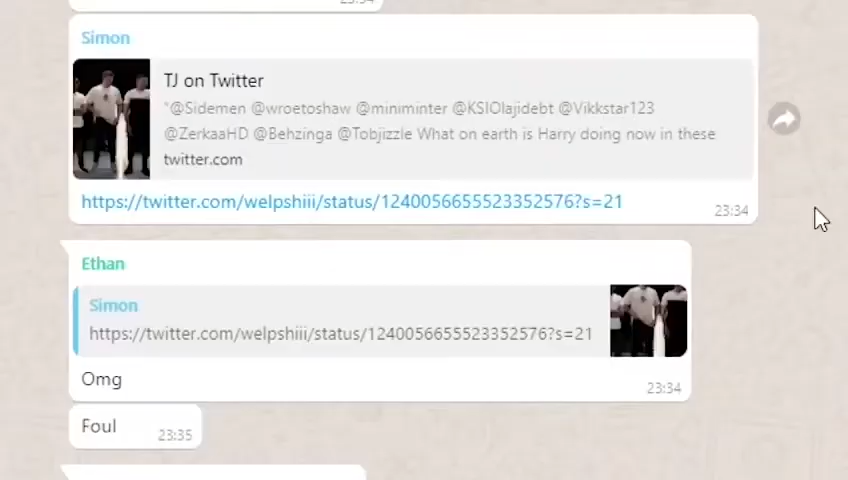 23:34
Simon
TJ on Twitter
"@Sidemen @wroetoshaw @miniminter @KSIOlajidebt @Vikkstar123
@ZerkaaHD @Behzinga @Tobjizzle What on earth is Harry doing now in these
twitter.com
https://twitter.com/welpshiii/status/1240056655523352576?s=21
23:34
Ethan
Simon
https://twitter.com/welpshiii/status/1240056655523352576?s=21
Omg
23:34
Foul
23:35